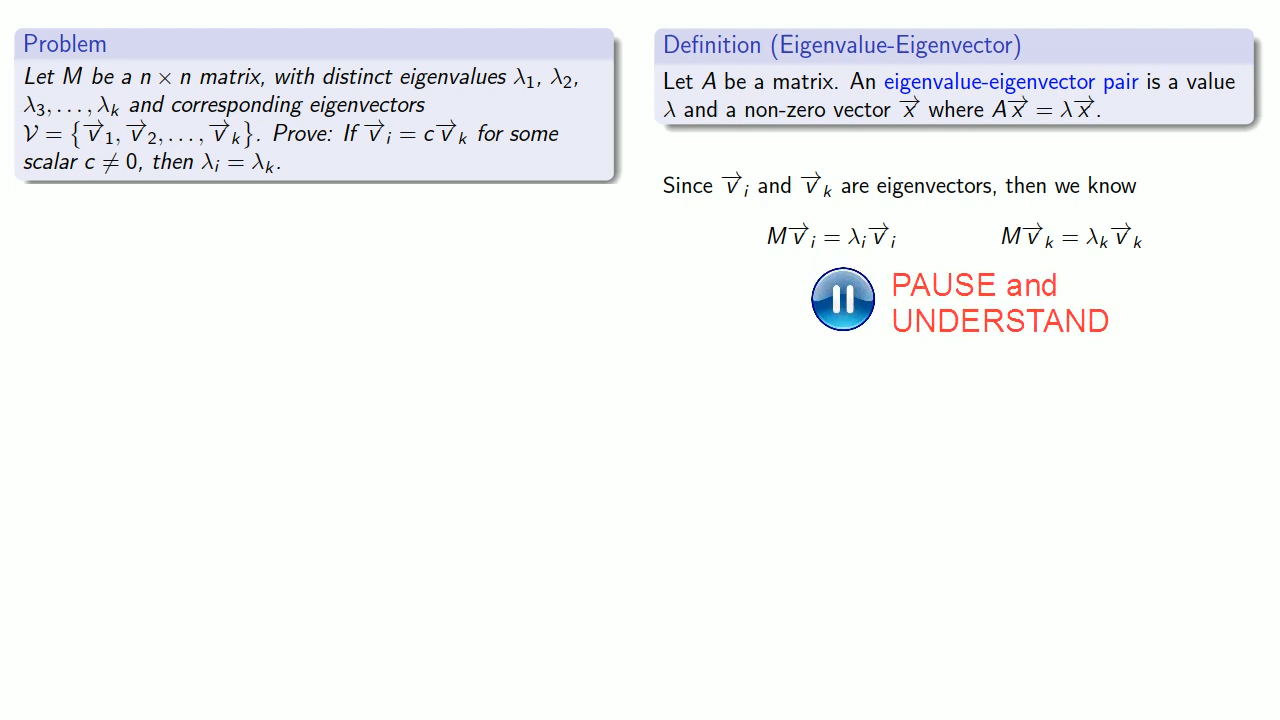 Problem
Let M be a n × n matrix, with distinct eigenvalues λ₁, λ₂,
λ₃, . . . , λₖ and corresponding eigenvectors
𝒱 = {v⃗₁, v⃗₂, . . . , v⃗ₖ}. Prove: If v⃗ᵢ = cv⃗ₖ for some
scalar c ≠ 0, then λᵢ = λₖ.
Definition (Eigenvalue-Eigenvector)
Let A be a matrix. An eigenvalue-eigenvector pair is a value
λ and a non-zero vector x⃗ where Ax⃗ = λx⃗.
Since v⃗ᵢ and v⃗ₖ are eigenvectors, then we know
Mv⃗ᵢ = λᵢv⃗ᵢ Mv⃗ₖ = λₖv⃗ₖ
PAUSE and
UNDERSTAND